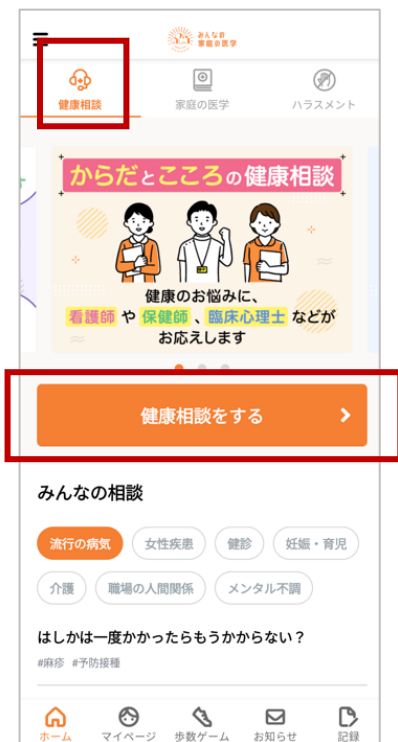 みんなの
家庭の医学
健康相談
家庭の医学
ハラスメント
からだとこころの健康相談
健康のお悩みに、
看護師 や 保健師 、臨床心理士 などが
お応えします
健康相談をする
みんなの相談
流行の病気
女性疾患
健診
妊娠・育児
介護
職場の人間関係
メンタル不調
はしかは一度かかったらもうかからない？
#麻疹 #予防接種
ホーム
マイページ
歩数ゲーム
お知らせ
記録